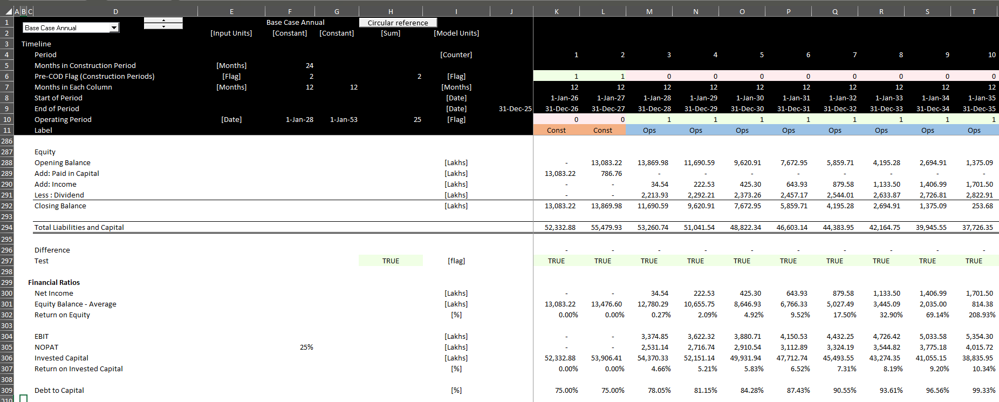 A B C D E F G H I J K L M N O P Q R S T
1 Base Case Annual Base Case Annual Circular reference
2 [Input Units] [Constant] [Constant] [Sum] [Model Units]
3 Timeline
4 Period [Counter] 1 2 3 4 5 6 7 8 9 10
5 Months in Construction Period [Months] 24
6 Pre-COD Flag (Construction Periods) [Flag] 2 2 [Flag] 1 1 0 0 0 0 0 0 0 0
7 Months in Each Column [Months] 12 12 [Months] 12 12 12 12 12 12 12 12 12 12
8 Start of Period [Date] 1-Jan-26 1-Jan-27 1-Jan-28 1-Jan-29 1-Jan-30 1-Jan-31 1-Jan-32 1-Jan-33 1-Jan-34 1-Jan-35
9 End of Period [Date] 31-Dec-25 31-Dec-26 31-Dec-27 31-Dec-28 31-Dec-29 31-Dec-30 31-Dec-31 31-Dec-32 31-Dec-33 31-Dec-34 31-Dec-35
10 Operating Period [Date] 1-Jan-28 1-Jan-53 25 [Flag] 0 0 1 1 1 1 1 1 1 1
11 Label Const Const Ops Ops Ops Ops Ops Ops Ops Ops
286
287 Equity
288 Opening Balance [Lakhs] - 13,083.22 13,869.98 11,690.59 9,620.91 7,672.95 5,859.71 4,195.28 2,694.91 1,375.09
289 Add: Paid in Capital [Lakhs] 13,083.22 786.76 - - - - - - - -
290 Add: Income [Lakhs] - - 34.54 222.53 425.30 643.93 879.58 1,133.50 1,406.99 1,701.50
291 Less : Dividend [Lakhs] - - 2,213.93 2,292.21 2,373.26 2,457.17 2,544.01 2,633.87 2,726.81 2,822.91
292 Closing Balance [Lakhs] 13,083.22 13,869.98 11,690.59 9,620.91 7,672.95 5,859.71 4,195.28 2,694.91 1,375.09 253.68
293
294 Total Liabilities and Capital 52,332.88 55,479.93 53,260.74 51,041.54 48,822.34 46,603.14 44,383.95 42,164.75 39,945.55 37,726.35
295
296 Difference - - - - - - - - - -
297 Test TRUE [flag] TRUE TRUE TRUE TRUE TRUE TRUE TRUE TRUE TRUE TRUE
298
299 Financial Ratios
300 Net Income [Lakhs] - - 34.54 222.53 425.30 643.93 879.58 1,133.50 1,406.99 1,701.50
301 Equity Balance - Average [Lakhs] 13,083.22 13,476.60 12,780.29 10,655.75 8,646.93 6,766.33 5,027.49 3,445.09 2,035.00 814.38
302 Return on Equity [%] 0.00% 0.00% 0.27% 2.09% 4.92% 9.52% 17.50% 32.90% 69.14% 208.93%
303
304 EBIT [Lakhs] - - 3,374.85 3,622.32 3,880.71 4,150.53 4,432.25 4,726.42 5,033.58 5,354.30
305 NOPAT 25% [Lakhs] - - 2,531.14 2,716.74 2,910.54 3,112.89 3,324.19 3,544.82 3,775.18 4,015.72
306 Invested Capital [Lakhs] 52,332.88 53,906.41 54,370.33 52,151.14 49,931.94 47,712.74 45,493.55 43,274.35 41,055.15 38,835.95
307 Return on Invested Capital [%] 0.00% 0.00% 4.66% 5.21% 5.83% 6.52% 7.31% 8.19% 9.20% 10.34%
308
309 Debt to Capital [%] 75.00% 75.00% 78.05% 81.15% 84.28% 87.43% 90.55% 93.61% 96.56% 99.33%
310